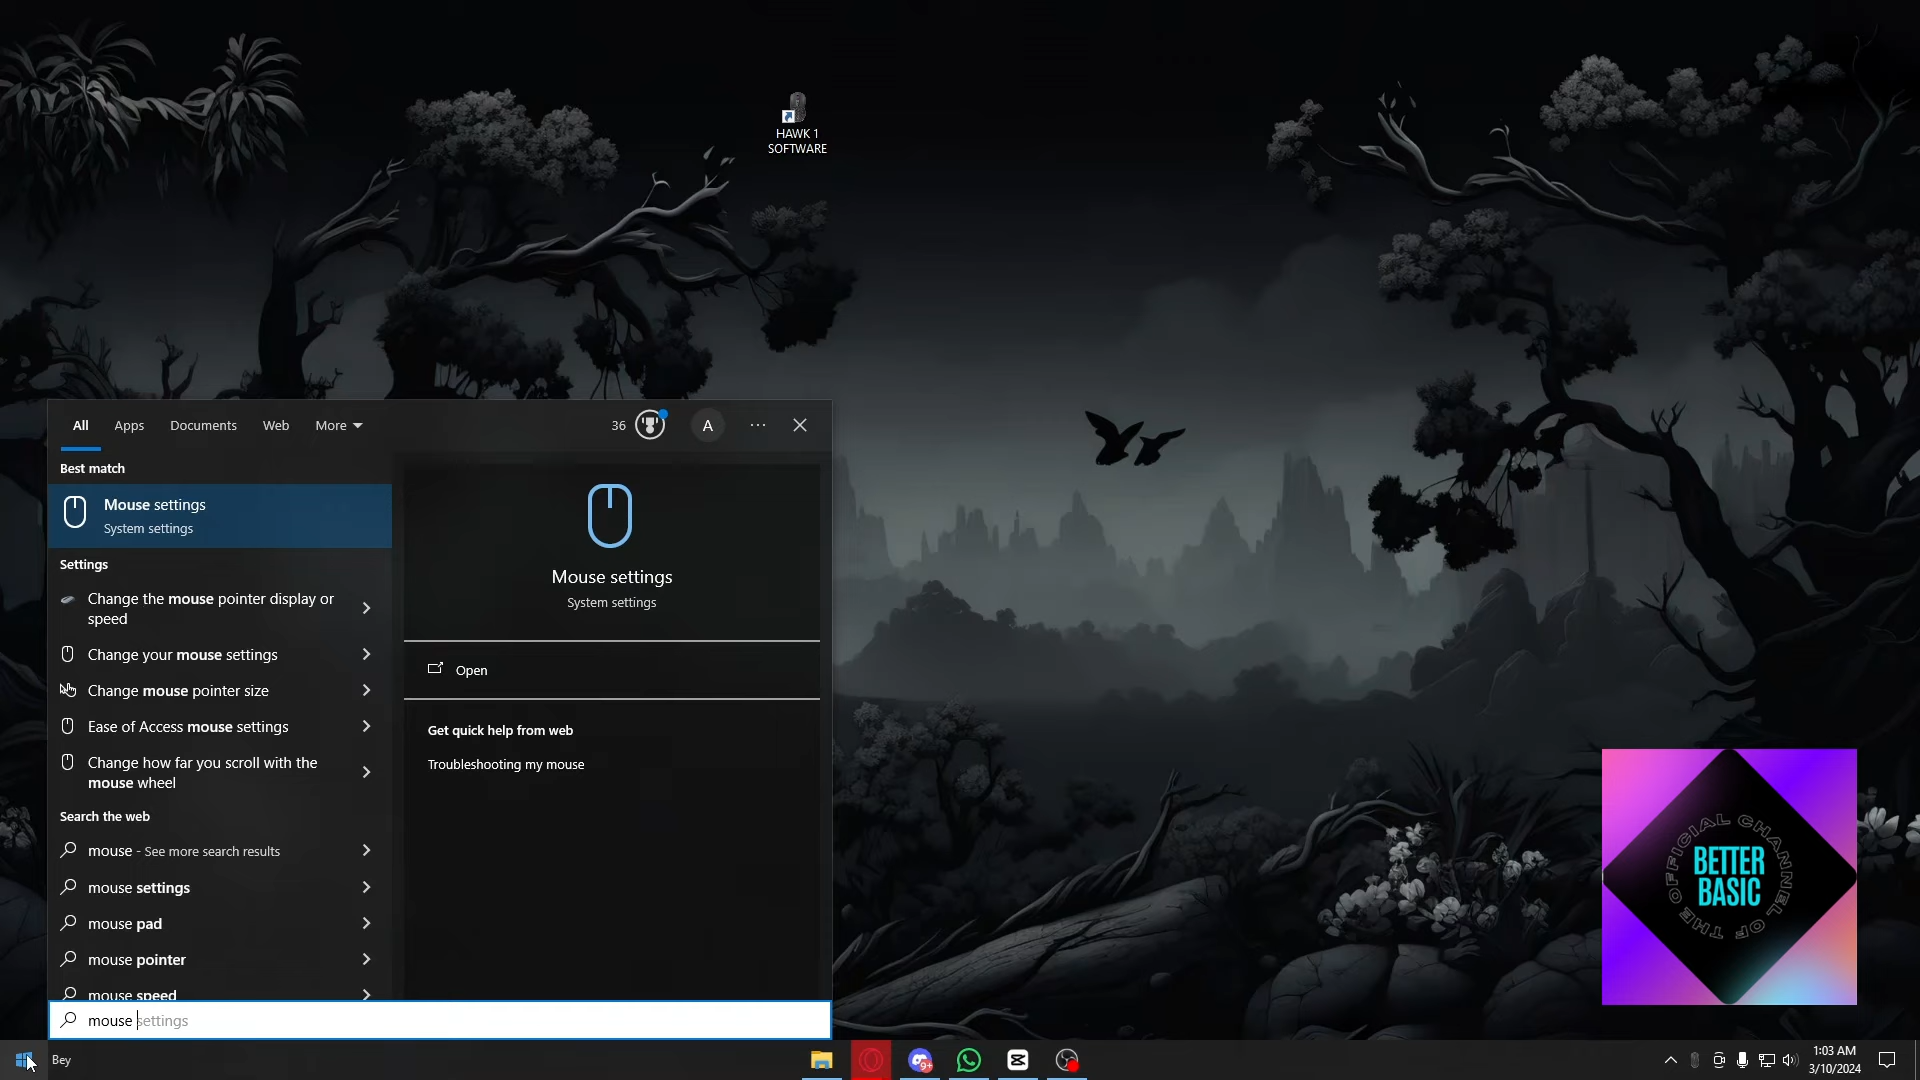 HAWK 1
SOFTWARE
All Apps Documents Web More 36 A
Best match
Mouse settings
System settings
Settings
Change the mouse pointer display or
speed
Change your mouse settings
Change mouse pointer size
Ease of Access mouse settings
Change how far you scroll with the
mouse wheel
Search the web
mouse - See more search results
mouse settings
mouse pad
mouse pointer
mouse speed
mouse settings
Mouse settings
System settings
Open
Get quick help from web
Troubleshooting my mouse
THE OFFICIAL CHANNEL OF
BETTER
BASIC
Bey
9+
1:03 AM
3/10/2024